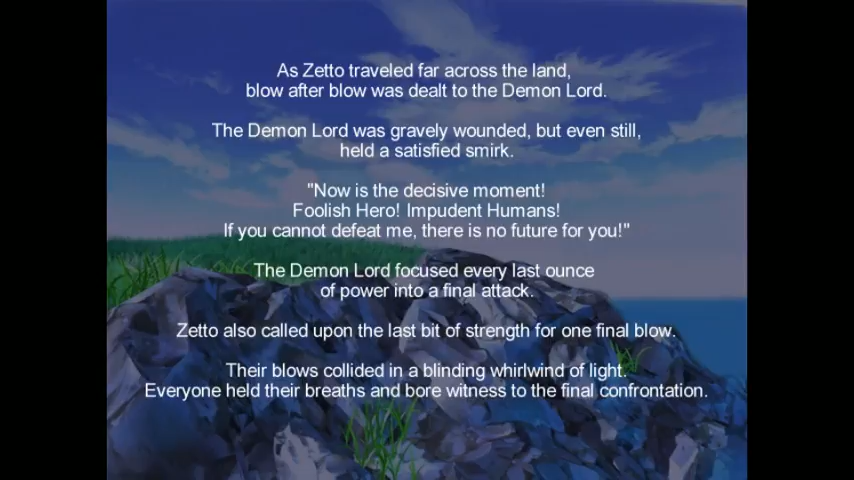 As Zetto traveled far across the land,
blow after blow was dealt to the Demon Lord.
The Demon Lord was gravely wounded, but even still,
held a satisfied smirk.
"Now is the decisive moment!
Foolish Hero! Impudent Humans!
If you cannot defeat me, there is no future for you!"
The Demon Lord focused every last ounce
of power into a final attack.
Zetto also called upon the last bit of strength for one final blow.
Their blows collided in a blinding whirlwind of light.
Everyone held their breaths and bore witness to the final confrontation.